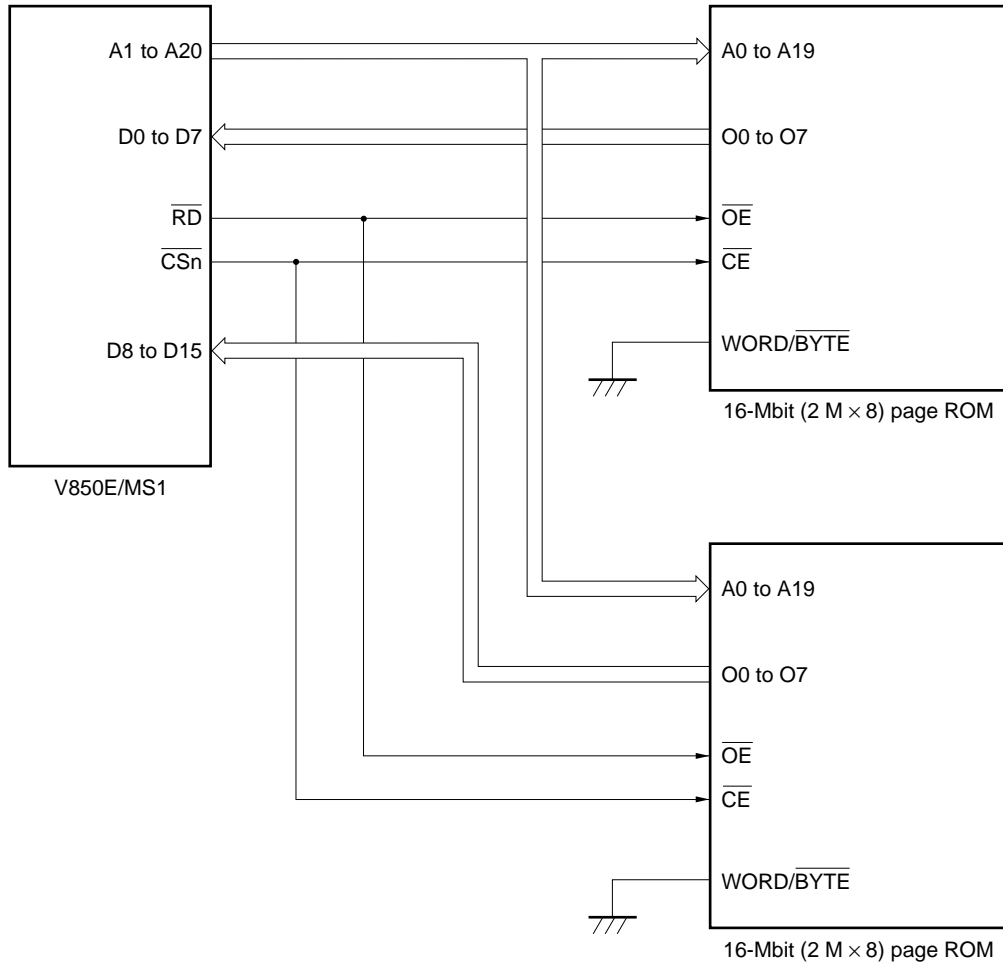 A1 to A20
D0 to D7
RD
CSn
D8 to D15
V850E/MS1
A0 to A19
O0 to O7
OE
CE
WORD/BYTE
16-Mbit (2 M × 8) page ROM
A0 to A19
O0 to O7
OE
CE
WORD/BYTE
16-Mbit (2 M × 8) page ROM